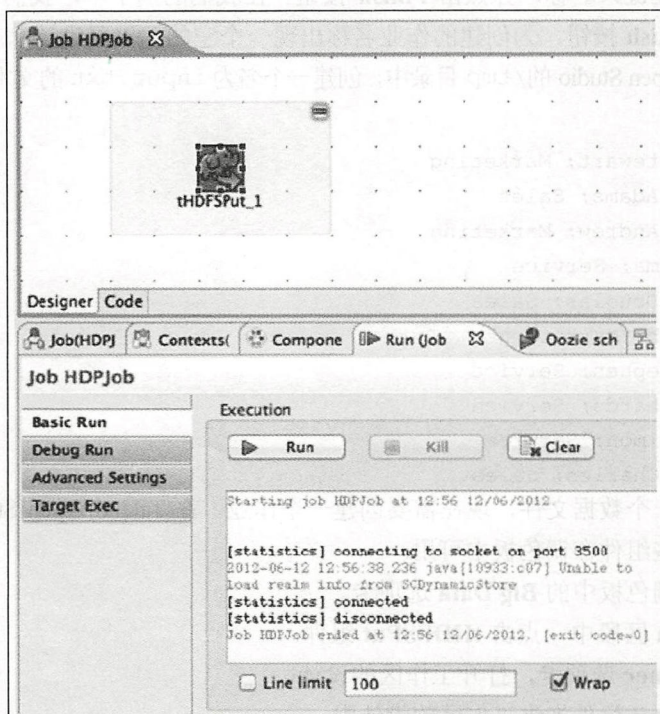 Job HDPJob
tHDFSPut_1
Designer Code
Job(HDPJ Contexts( Compone Run (Job Oozie sch
Job HDPJob
Basic Run
Debug Run
Advanced Settings
Target Exec
Execution
Run Kill Clear
Starting job HDPJob at 12:56 12/06/2012.
[statistics] connecting to socket on port 3500
2012-06-12 12:56:38.236 java[10933:c07] Unable to
load realm info from SCDynamicStore
[statistics] connected
[statistics] disconnected
Job HDPJob ended at 12:56 12/06/2012. [exit code=0]
Line limit 100 Wrap